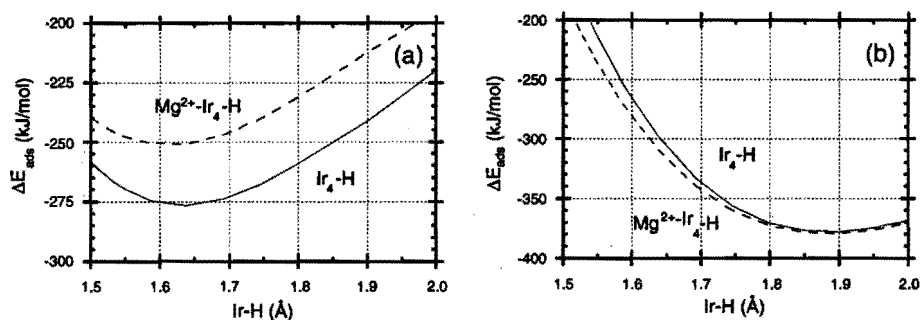 -200
-225
-250
-275
-300
ΔE_ads (kJ/mol)
(a)
Mg²⁺-Ir₄-H
Ir₄-H
1.5 1.6 1.7 1.8 1.9 2.0
Ir-H (Å)
-200
-250
-300
-350
-400
ΔE_ads (kJ/mol)
(b)
Ir₄-H
Mg²⁺-Ir₄-H
1.5 1.6 1.7 1.8 1.9 2.0
Ir-H (Å)